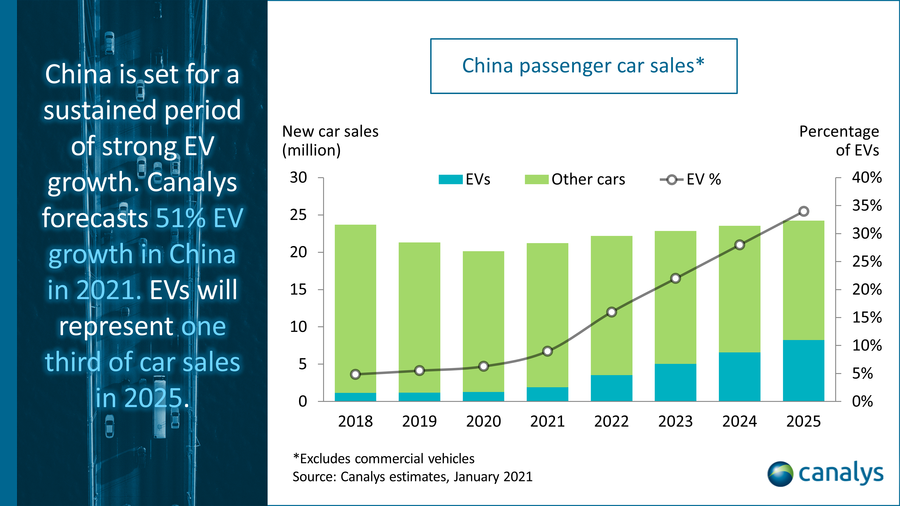 China is set for a
sustained period
of strong EV
growth. Canalys
forecasts 51% EV
growth in China
in 2021. EVs will
represent one
third of car sales
in 2025.
China passenger car sales*
New car sales
(million)
Percentage
of EVs
EVs
Other cars
EV %
30
25
20
15
10
5
0
40%
35%
30%
25%
20%
15%
10%
5%
0%
2018 2019 2020 2021 2022 2023 2024 2025
*Excludes commercial vehicles
Source: Canalys estimates, January 2021
canalys